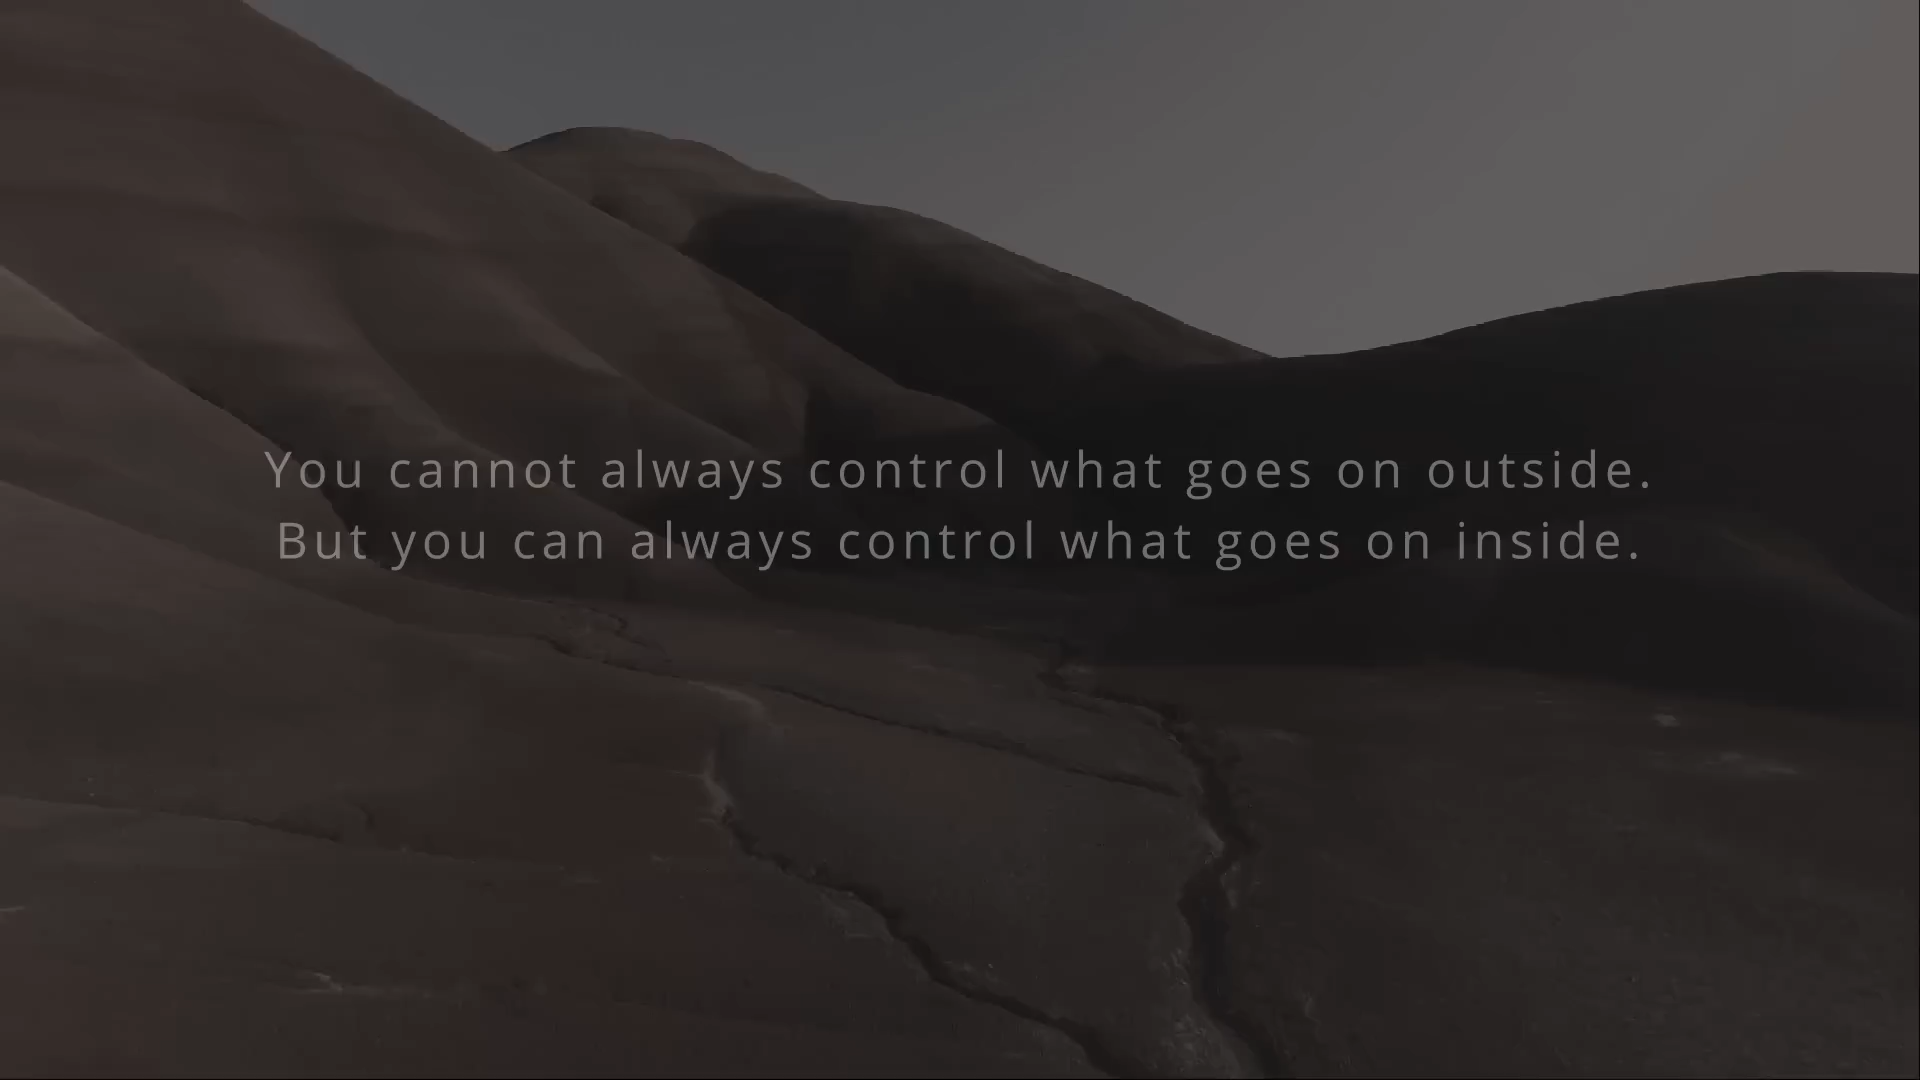 You cannot always control what goes on outside.
But you can always control what goes on inside.